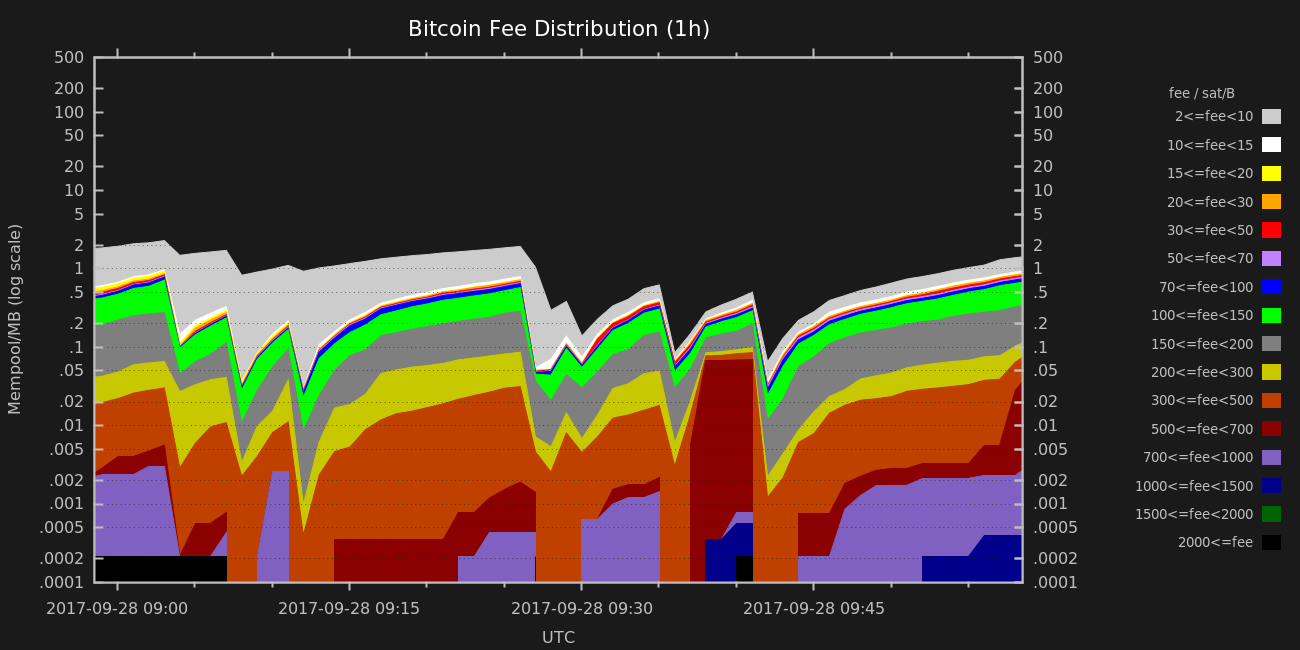 Bitcoin Fee Distribution (1h)
500 500
200 200
100 100
50 50
20 20
10 10
5 5
2 2
1 1
.5 .5
.2 .2
.1 .1
.05 .05
.02 .02
.01 .01
.005 .005
.002 .002
.001 .001
.0005 .0005
.0002 .0002
.0001 .0001
Mempool/MB (log scale)
2017-09-28 09:00 2017-09-28 09:15 2017-09-28 09:30 2017-09-28 09:45
UTC
fee / sat/B
2<=fee<10
10<=fee<15
15<=fee<20
20<=fee<30
30<=fee<50
50<=fee<70
70<=fee<100
100<=fee<150
150<=fee<200
200<=fee<300
300<=fee<500
500<=fee<700
700<=fee<1000
1000<=fee<1500
1500<=fee<2000
2000<=fee